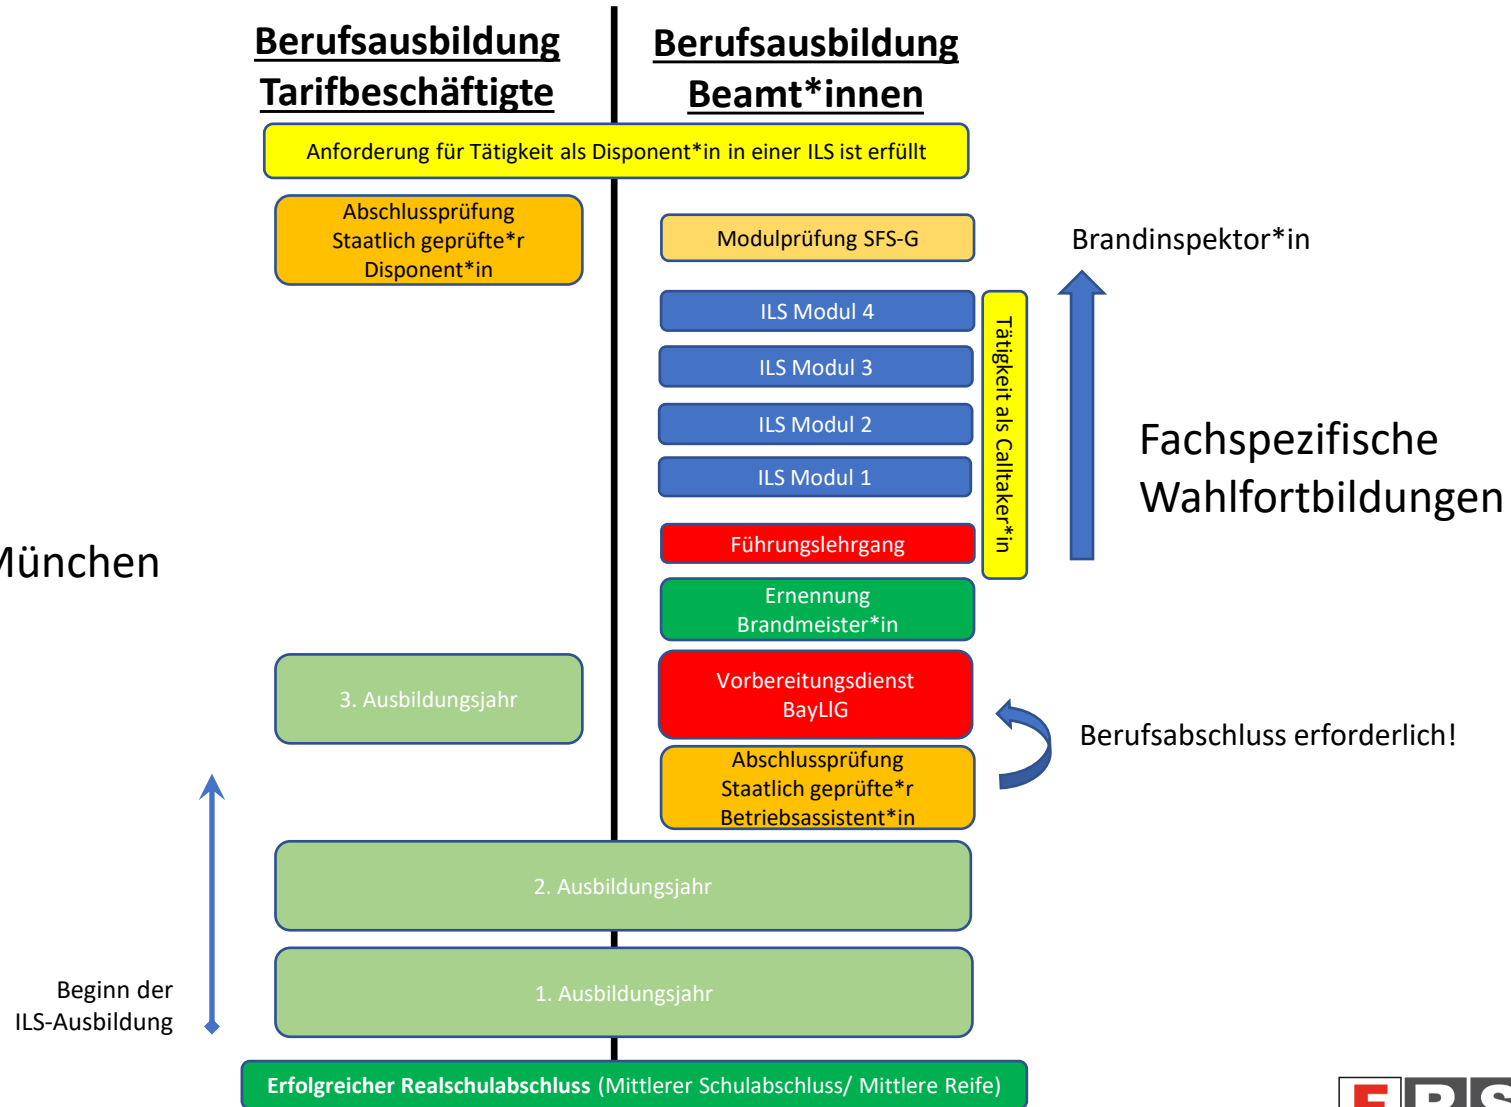 Berufsausbildung
Tarifbeschäftigte
Berufsausbildung
Beamt*innen
Anforderung für Tätigkeit als Disponent*in in einer ILS ist erfüllt
Abschlussprüfung
Staatlich geprüfte*r
Disponent*in
Modulprüfung SFS-G
Brandinspektor*in
ILS Modul 4
ILS Modul 3
ILS Modul 2
ILS Modul 1
Tätigkeit als Calltaker*in
Fachspezifische
Wahlfortbildungen
Führungslehrgang
München
Ernennung
Brandmeister*in
3. Ausbildungsjahr
Vorbereitungsdienst
BayLlG
Berufsabschluss erforderlich!
Abschlussprüfung
Staatlich geprüfte*r
Betriebsassistent*in
2. Ausbildungsjahr
1. Ausbildungsjahr
Beginn der
ILS-Ausbildung
Erfolgreicher Realschulabschluss (Mittlerer Schulabschluss/ Mittlere Reife)